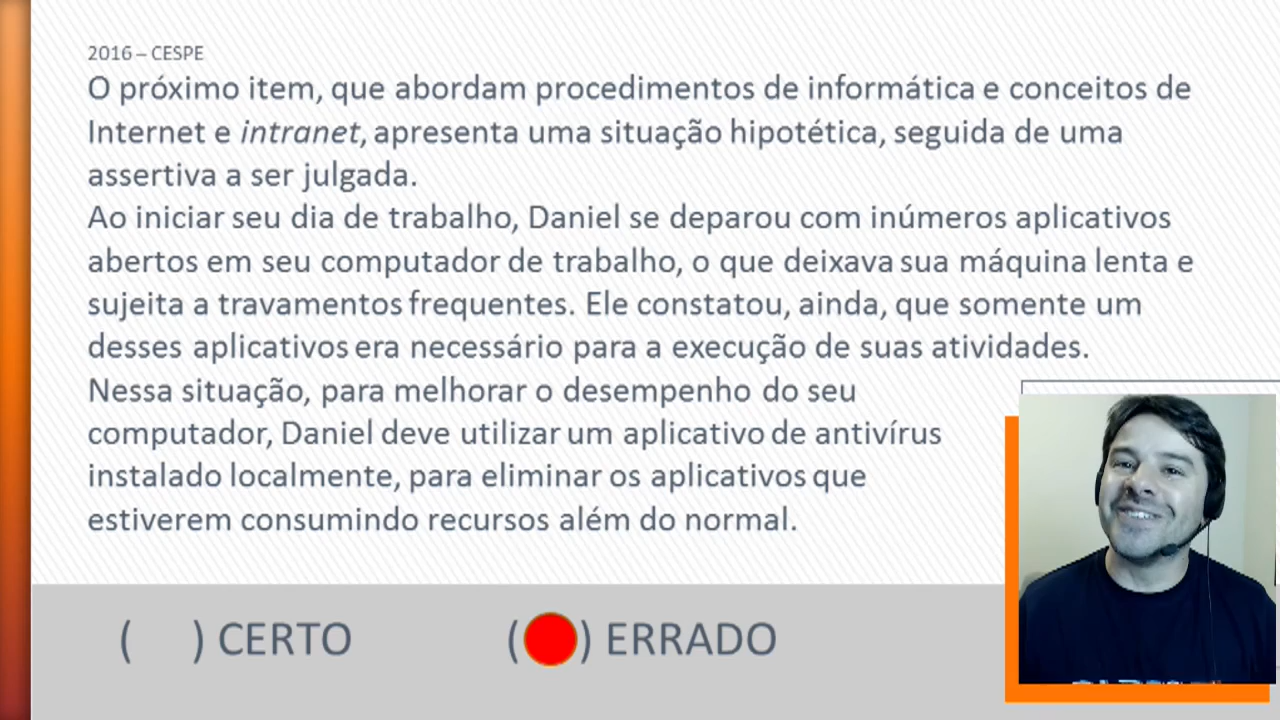 2016 – CESPE
O próximo item, que abordam procedimentos de informática e conceitos de
Internet e intranet, apresenta uma situação hipotética, seguida de uma
assertiva a ser julgada.
Ao iniciar seu dia de trabalho, Daniel se deparou com inúmeros aplicativos
abertos em seu computador de trabalho, o que deixava sua máquina lenta e
sujeita a travamentos frequentes. Ele constatou, ainda, que somente um
desses aplicativos era necessário para a execução de suas atividades.
Nessa situação, para melhorar o desempenho do seu
computador, Daniel deve utilizar um aplicativo de antivírus
instalado localmente, para eliminar os aplicativos que
estiverem consumindo recursos além do normal.
( ) CERTO ( ) ERRADO